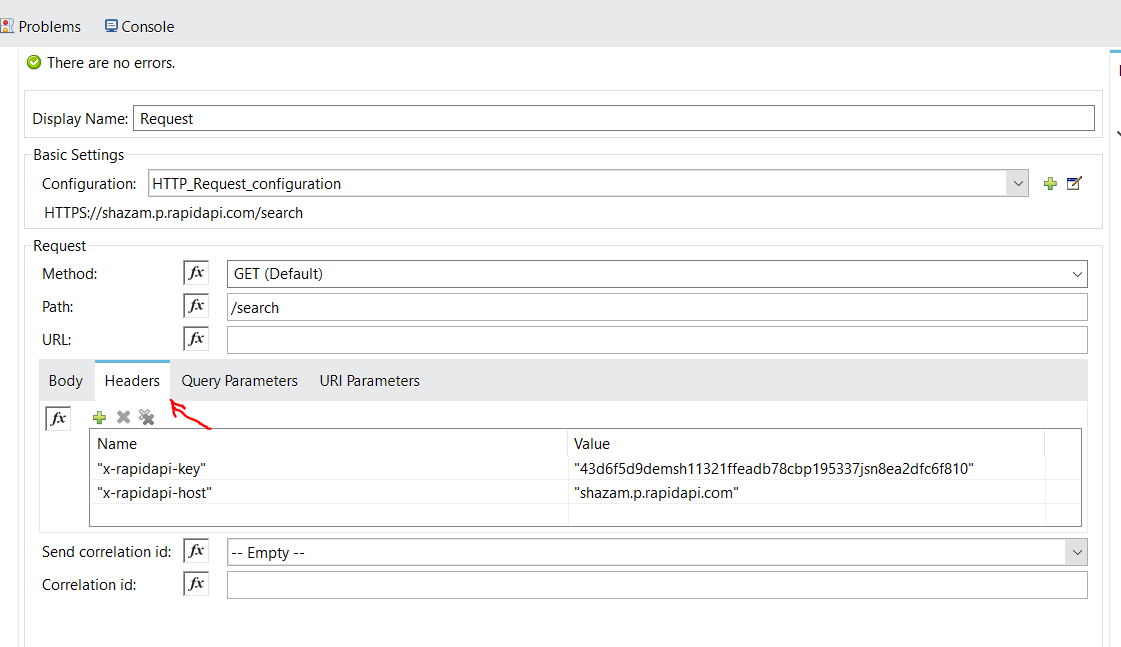 Problems Console
There are no errors.
Display Name: Request
Basic Settings
Configuration: HTTP_Request_configuration
HTTPS://shazam.p.rapidapi.com/search
Request
Method: fx GET (Default)
Path: fx /search
URL: fx
Body Headers Query Parameters URI Parameters
fx
Name Value
"x-rapidapi-key" "43d6f5d9demsh11321ffeadb78cbp195337jsn8ea2dfc6f810"
"x-rapidapi-host" "shazam.p.rapidapi.com"
Send correlation id: fx -- Empty --
Correlation id: fx